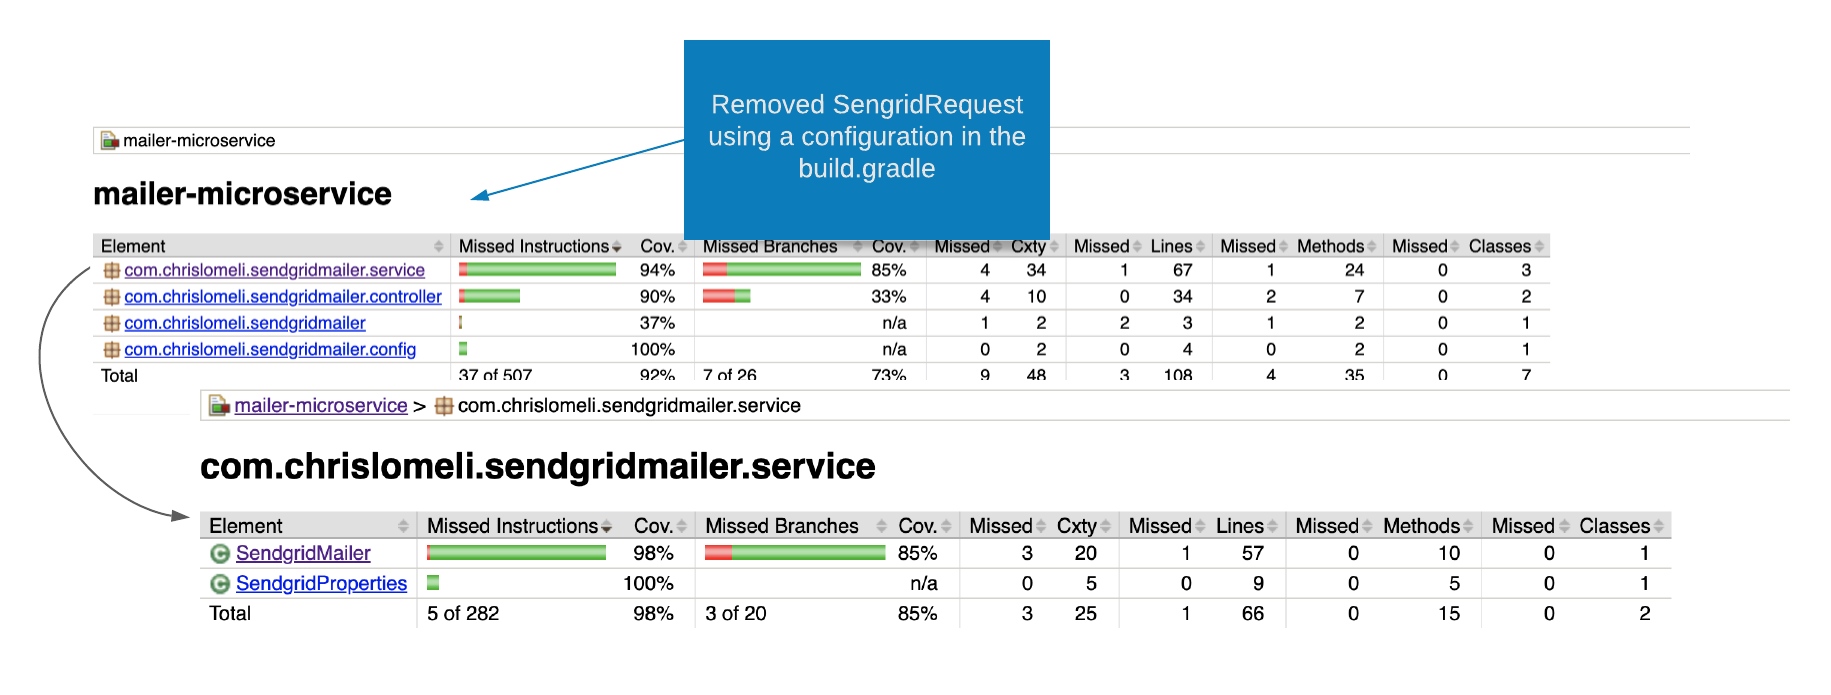 Removed SengridRequest
using a configuration in the
build.gradle
mailer-microservice
mailer-microservice
Element Missed Instructions Cov. Missed Branches Cov. Missed Cxty Missed Lines Missed Methods Missed Classes
com.chrislomeli.sendgridmailer.service 94% 85% 4 34 1 67 1 24 0 3
com.chrislomeli.sendgridmailer.controller 90% 33% 4 10 0 34 2 7 0 2
com.chrislomeli.sendgridmailer 37% n/a 1 2 2 3 1 2 0 1
com.chrislomeli.sendgridmailer.config 100% n/a 0 2 0 4 0 2 0 1
Total 37 of 507 92% 7 of 26 73% 9 48 3 108 4 35 0 7
mailer-microservice > com.chrislomeli.sendgridmailer.service
com.chrislomeli.sendgridmailer.service
Element Missed Instructions Cov. Missed Branches Cov. Missed Cxty Missed Lines Missed Methods Missed Classes
C SendgridMailer 98% 85% 3 20 1 57 0 10 0 1
C SendgridProperties 100% n/a 0 5 0 9 0 5 0 1
Total 5 of 282 98% 3 of 20 85% 3 25 1 66 0 15 0 2